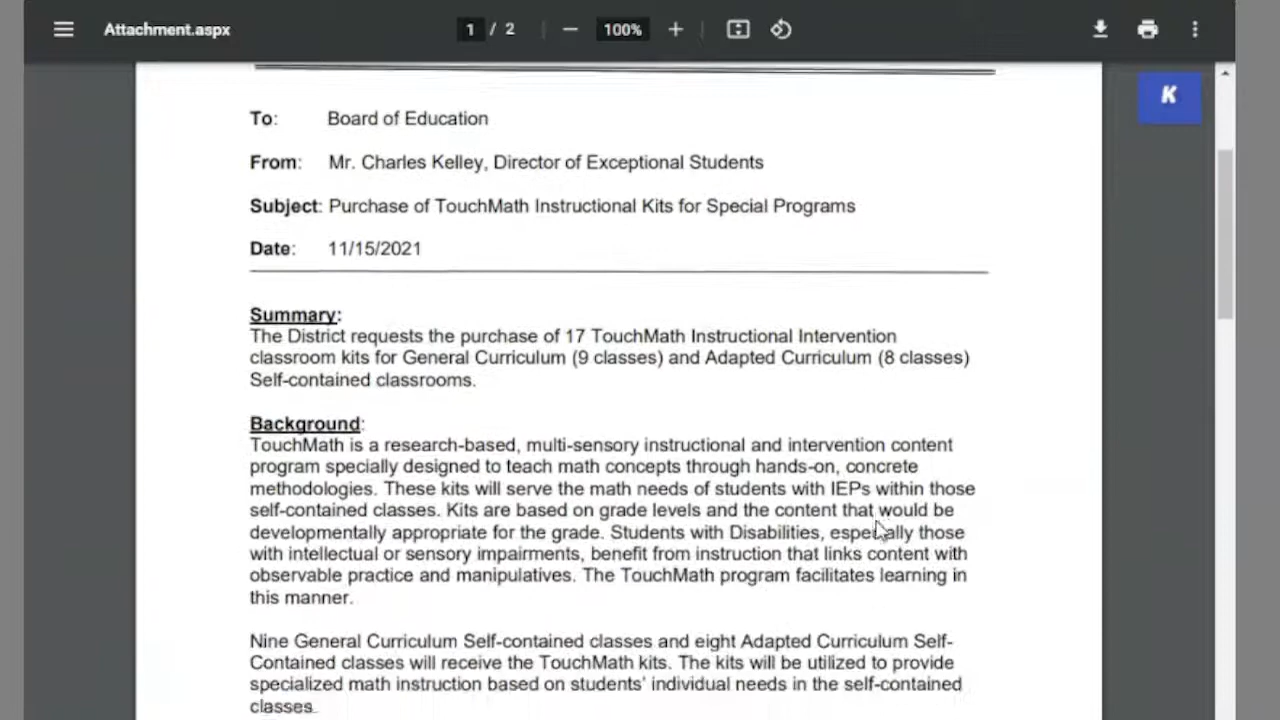 Attachment.aspx
1 / 2
100%
K
To: Board of Education
From: Mr. Charles Kelley, Director of Exceptional Students
Subject: Purchase of TouchMath Instructional Kits for Special Programs
Date: 11/15/2021
Summary:
The District requests the purchase of 17 TouchMath Instructional Intervention
classroom kits for General Curriculum (9 classes) and Adapted Curriculum (8 classes)
Self-contained classrooms.
Background:
TouchMath is a research-based, multi-sensory instructional and intervention content
program specially designed to teach math concepts through hands-on, concrete
methodologies. These kits will serve the math needs of students with IEPs within those
self-contained classes. Kits are based on grade levels and the content that would be
developmentally appropriate for the grade. Students with Disabilities, especially those
with intellectual or sensory impairments, benefit from instruction that links content with
observable practice and manipulatives. The TouchMath program facilitates learning in
this manner.
Nine General Curriculum Self-contained classes and eight Adapted Curriculum Self-
Contained classes will receive the TouchMath kits. The kits will be utilized to provide
specialized math instruction based on students' individual needs in the self-contained
classes.